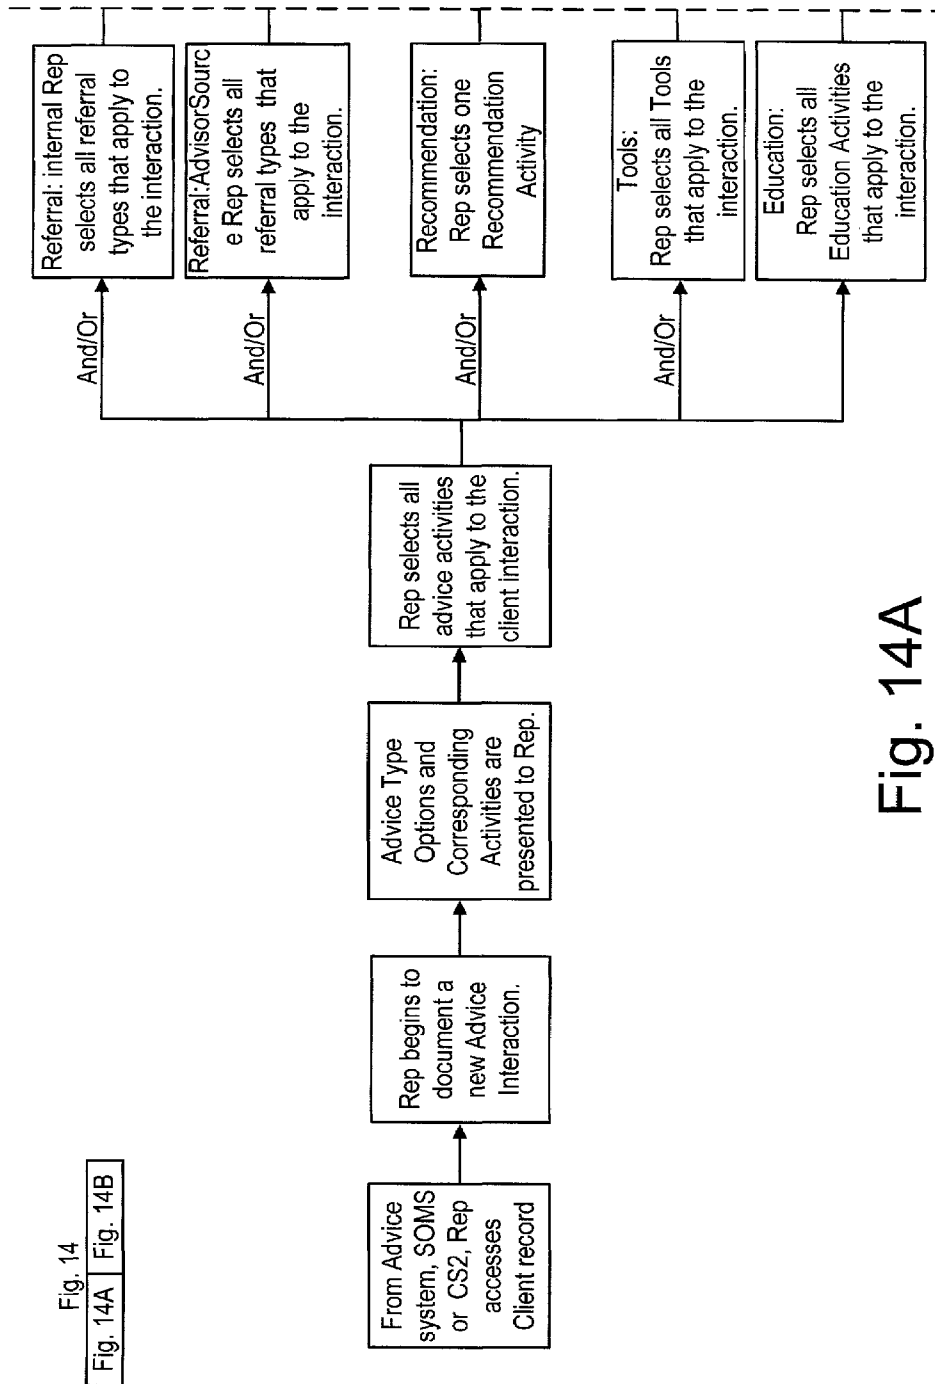 Fig. 14
Fig. 14A
Fig. 14B
From Advice
system, SOMS
or CS2, Rep
accesses
Client record
Rep begins to
document a
new Advice
Interaction.
Advice Type
Options and
Corresponding
Activities are
presented to Rep.
Rep selects all
advice activities
that apply to the
client interaction.
And/Or
Referral: internal Rep
selects all referral
types that apply to
the interaction.
And/Or
Referral:AdvisorSourc
e Rep selects all
referral types that
apply to the
interaction.
And/Or
Recommendation:
Rep selects one
Recommendation
Activity
And/Or
Tools:
Rep selects all Tools
that apply to the
interaction.
Education:
Rep selects all
Education Activities
that apply to the
interaction.
Fig. 14A